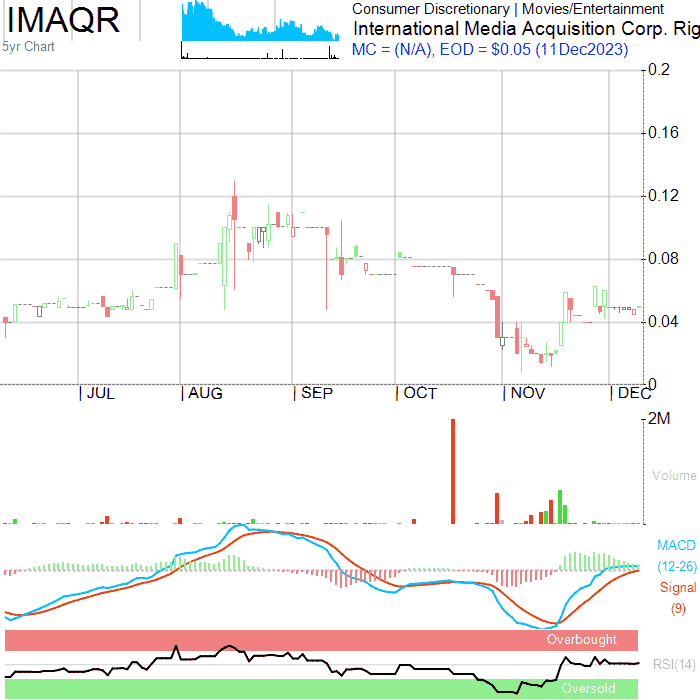 IMAQR
5yr Chart
Consumer Discretionary | Movies/Entertainment
International Media Acquisition Corp. Rig
MC = (N/A), EOD = $0.05 (11Dec2023)
0.2
0.16
0.12
0.08
0.04
0
JUL AUG SEP OCT NOV DEC
2M
Volume
MACD
(12-26)
Signal
(9)
Overbought
RSI(14)
Oversold